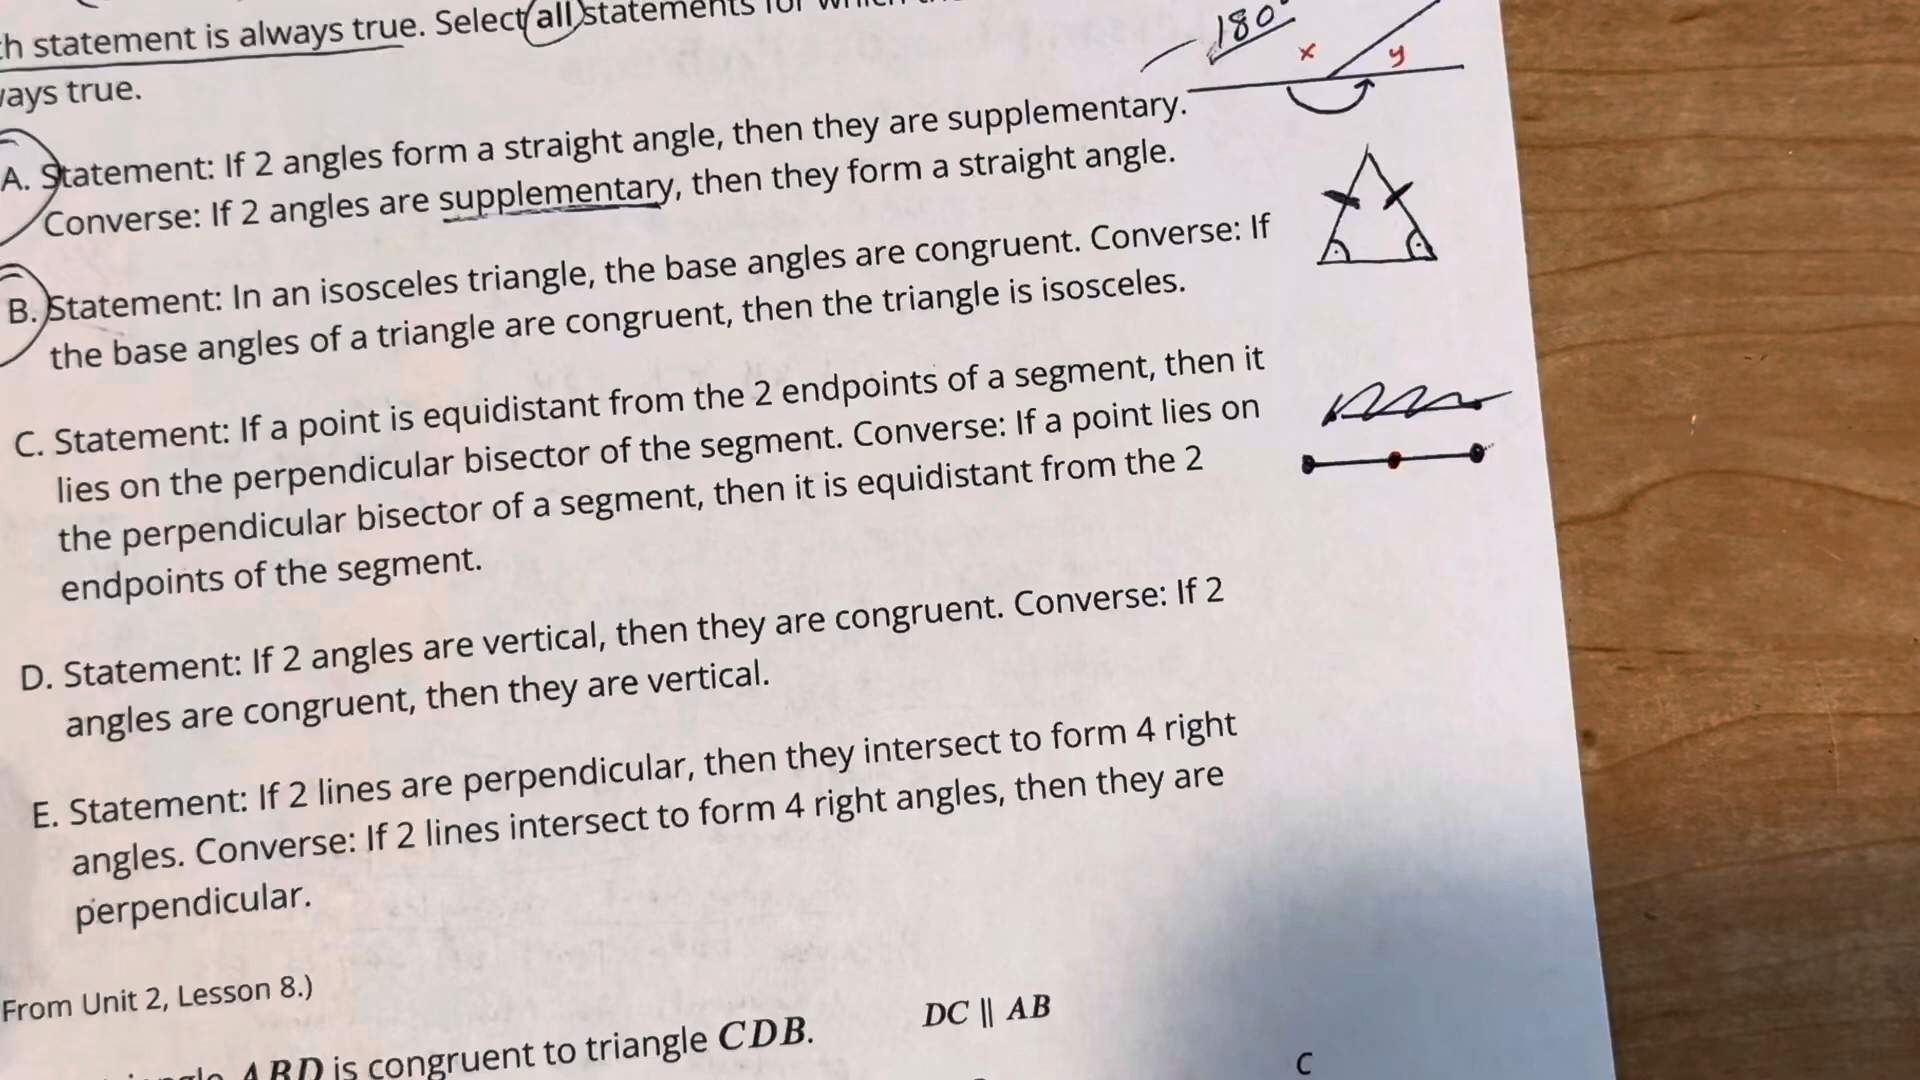 h statement is always true. Select all statements for
ays true.
180°
x
y
A. Statement: If 2 angles form a straight angle, then they are supplementary.
Converse: If 2 angles are supplementary, then they form a straight angle.
B. Statement: In an isosceles triangle, the base angles are congruent. Converse: If
the base angles of a triangle are congruent, then the triangle is isosceles.
C. Statement: If a point is equidistant from the 2 endpoints of a segment, then it
lies on the perpendicular bisector of the segment. Converse: If a point lies on
the perpendicular bisector of a segment, then it is equidistant from the 2
endpoints of the segment.
D. Statement: If 2 angles are vertical, then they are congruent. Converse: If 2
angles are congruent, then they are vertical.
E. Statement: If 2 lines are perpendicular, then they intersect to form 4 right
angles. Converse: If 2 lines intersect to form 4 right angles, then they are
perpendicular.
From Unit 2, Lesson 8.)
ABD is congruent to triangle CDB.
DC || AB
C